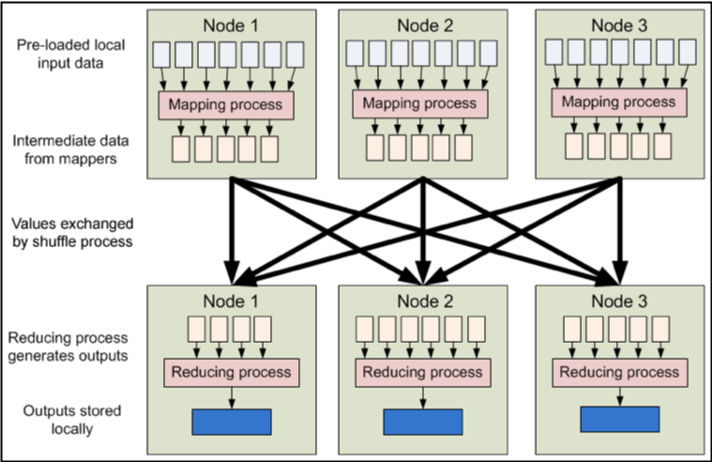 Node 1
Node 2
Node 3
Pre-loaded local
input data
Mapping process
Mapping process
Mapping process
Intermediate data
from mappers
Values exchanged
by shuffle process
Node 1
Node 2
Node 3
Reducing process
generates outputs
Reducing process
Reducing process
Reducing process
Outputs stored
locally